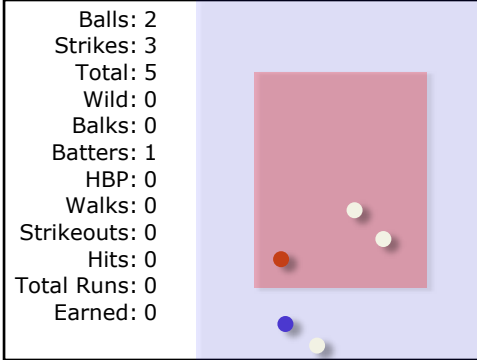 Balls: 2
Strikes: 3
Total: 5
Wild: 0
Balks: 0
Batters: 1
HBP: 0
Walks: 0
Strikeouts: 0
Hits: 0
Total Runs: 0
Earned: 0